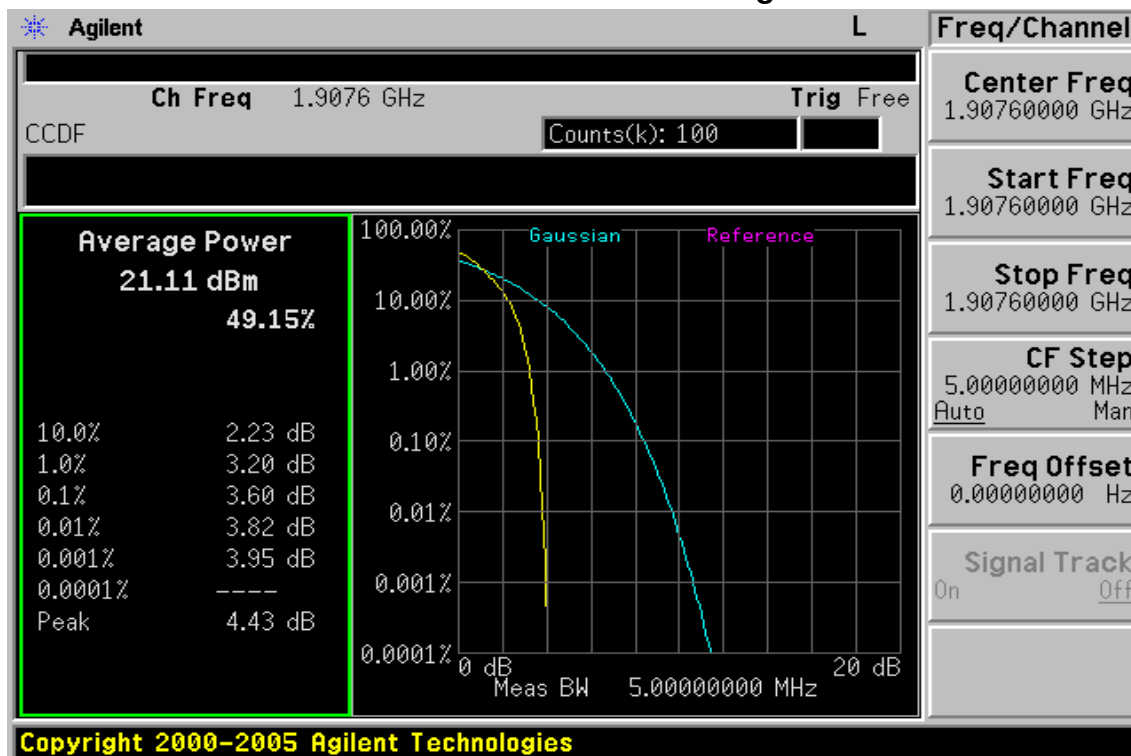 Agilent L
Freq/Channel
Ch Freq 1.9076 GHz Trig Free
CCDF Counts(k): 100
Average Power
21.11 dBm
49.15%
10.0% 2.23 dB
1.0% 3.20 dB
0.1% 3.60 dB
0.01% 3.82 dB
0.001% 3.95 dB
0.0001% ----
Peak 4.43 dB
Gaussian Reference
100.00%
10.00%
1.00%
0.10%
0.01%
0.001%
0.0001%
0 dB 20 dB
Meas BW 5.00000000 MHz
Center Freq
1.90760000 GHz
Start Freq
1.90760000 GHz
Stop Freq
1.90760000 GHz
CF Step
5.00000000 MHz
Auto Man
Freq Offset
0.00000000 Hz
Signal Track
On Off
Copyright 2000-2005 Agilent Technologies